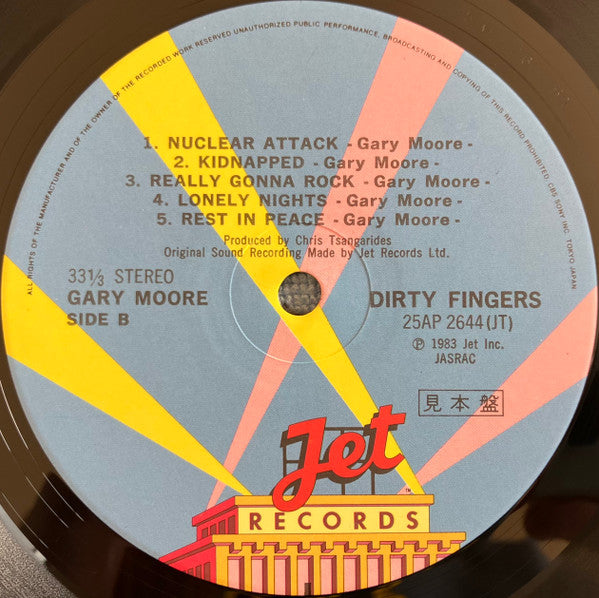 ALL RIGHTS OF THE MANUFACTURER AND OF THE OWNER OF THE RECORDED WORK RESERVED UNAUTHORIZED PUBLIC PERFORMANCE, BROADCASTING AND COPYING OF THIS RECORD PROHIBITED. CBS/SONY INC. TOKYO JAPAN
1. NUCLEAR ATTACK - Gary Moore -
2. KIDNAPPED - Gary Moore -
3. REALLY GONNA ROCK - Gary Moore -
4. LONELY NIGHTS - Gary Moore -
5. REST IN PEACE - Gary Moore -
Produced by Chris Tsangarides
Original Sound Recording Made by Jet Records Ltd.
33⅓ STEREO
GARY MOORE
SIDE B
DIRTY FINGERS
25AP 2644(JT)
℗ 1983 Jet Inc.
JASRAC
見本盤
Jet
TM
RECORDS